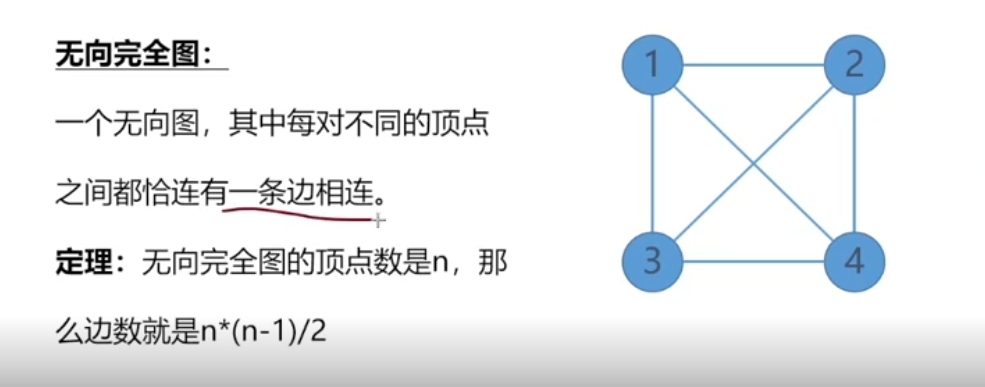 无向完全图：
一个无向图，其中每对不同的顶点
之间都恰连有一条边相连。
定理：无向完全图的顶点数是n，那
么边数就是n*(n-1)/2
1
2
3
4